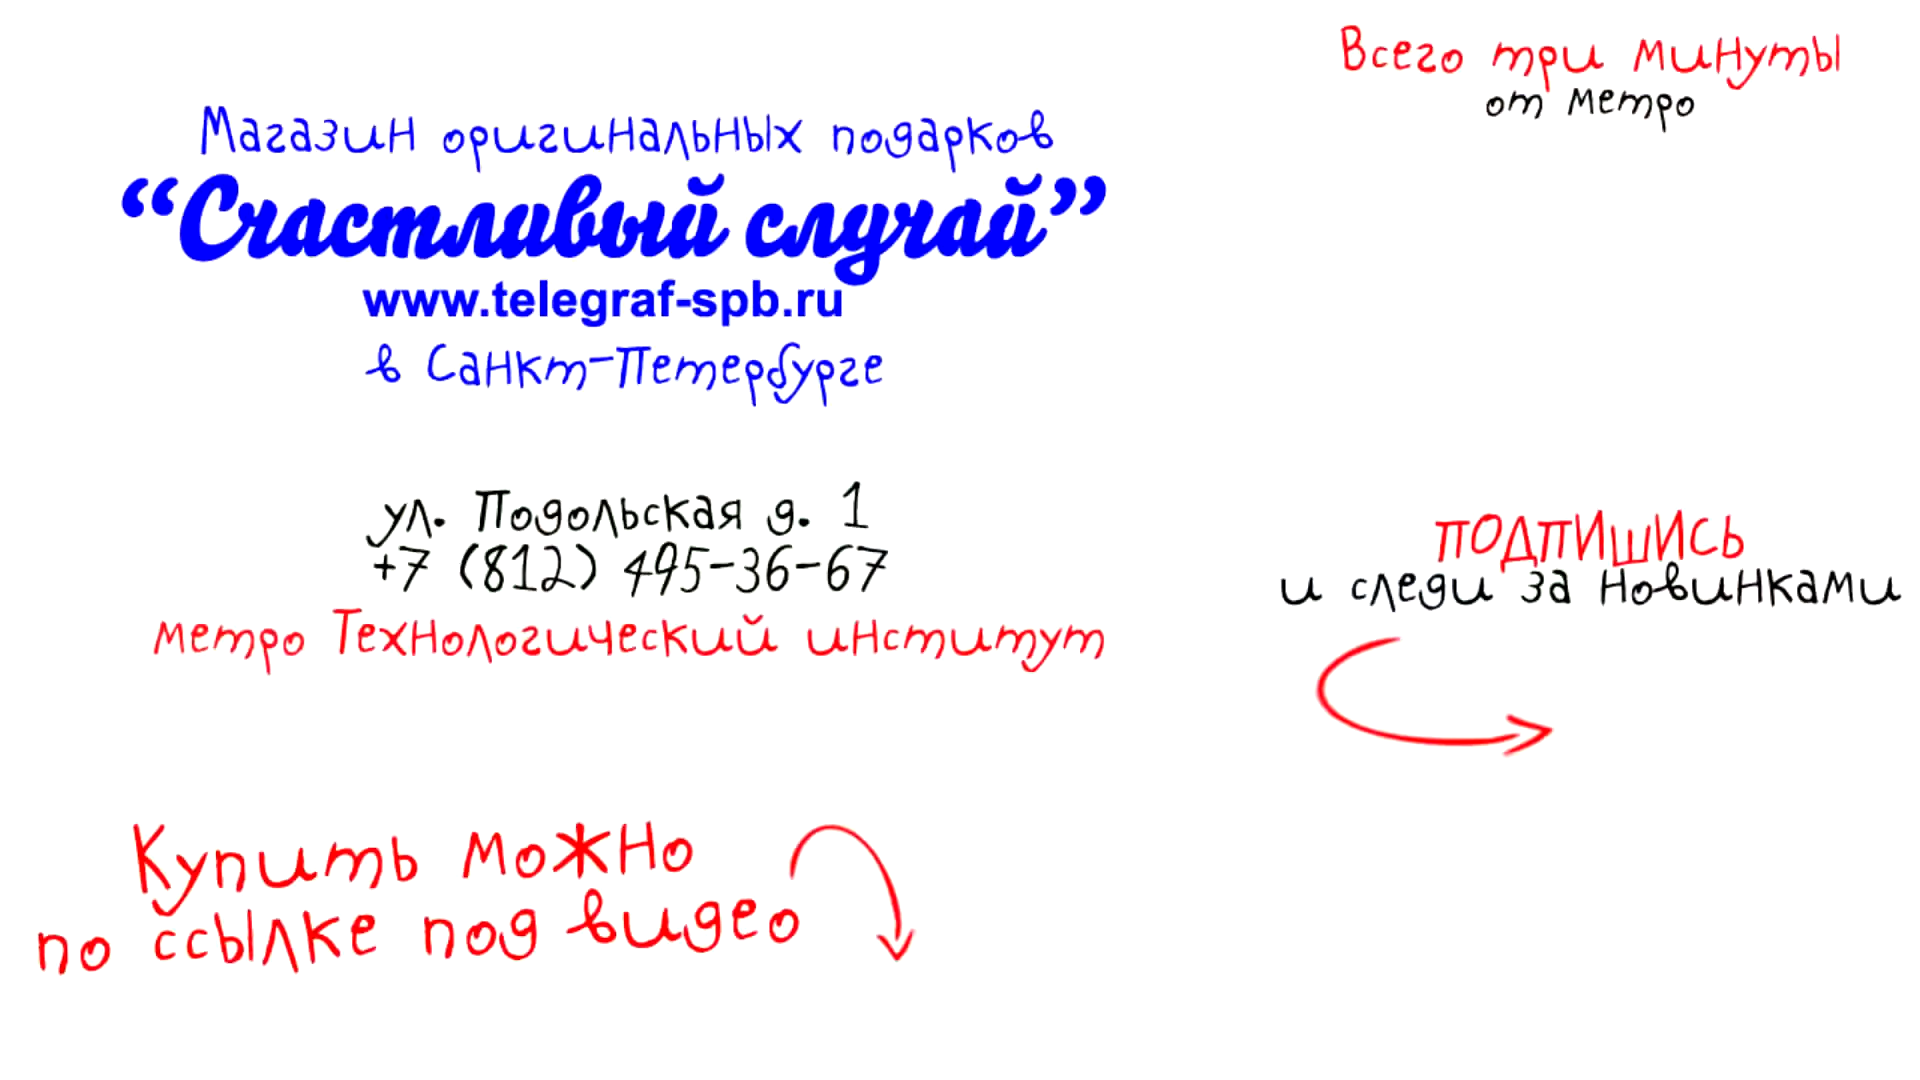 Всего три минуты
от метро
Магазин оригинальных подарков
“Счастливый случай”
www.telegraf-spb.ru
в Санкт-Петербурге
ул. Подольская д. 1
+7 (812) 495-36-67
метро Технологический институт
ПОДПИШИСЬ
и следи за новинками
Купить можно
по ссылке под видео